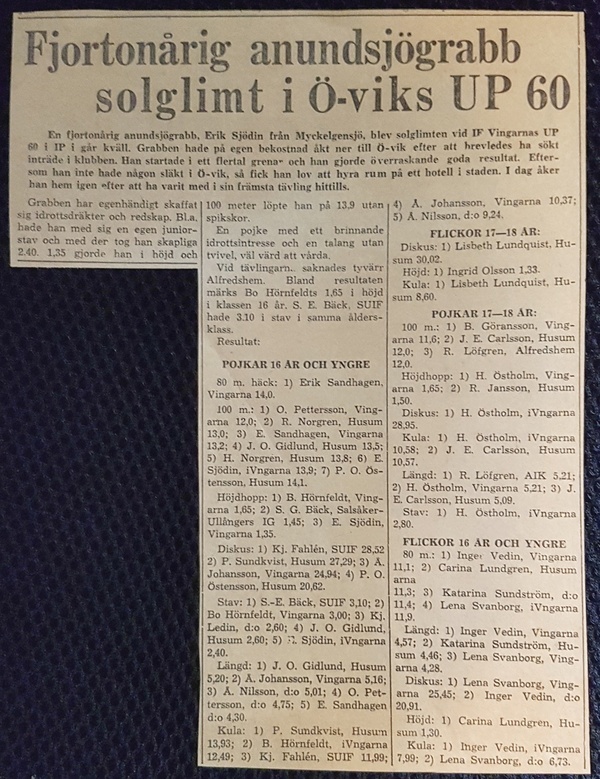 Fjortonårig anundsjögrabb
solglimt i Ö-viks UP 60
En fjortonårig anundsjögrabb, Erik Sjödin från Myckelgensjö, blev solglimten vid IF Vingarnas UP
60 i IP i går kväll. Grabben hade på egen bekostnad åkt ner till Ö-vik efter att brevledes ha sökt
inträde i klubben. Han startade i ett flertal grena- och han gjorde överraskande goda resultat. Efter-
som han inte hade någon släkt i Ö-vik, så fick han lov att hyra rum på ett hotell i staden. I dag åker
han hem igen efter att ha varit med i sin främsta tävling hittills.
Grabben har egenhändigt skaffat
sig idrottsdräkter och redskap. Bl.a.
hade han med sig en egen junior-
stav och med der tog han skapliga
2.40. 1,35 gjorde han i höjd och
100 meter löpte han på 13,9 utan
spikskor.
En pojke med ett brinnande
idrottsintresse och en talang utan
tvivel, väl värd att vårda.
Vid tävlingarn. saknades tyvärr
Alfredshem. Bland resultaten
märks Bo Hörnfeldts 1,65 i höjd
i klassen 16 år. S. E. Bäck, SUIF
hade 3.10 i stav i samma ålders-
klass.
Resultat:
POJKAR 16 ÅR OCH YNGRE
80 m. häck: 1) Erik Sandhagen,
Vingarna 14,0.
100 m.: 1) O. Pettersson, Ving-
arna 12,0; 2) R. Norgren, Husum
13,0; 3) E. Sandhagen, Vingarna
13,2; 4) J. O. Gidlund, Husum 13,5;
5) H. Norgren, Husum 13,8; 6) E.
Sjödin, iVngarna 13,9; 7) P. O. Ös-
tensson, Husum 14,1.
Höjdhopp: 1) B. Hörnfeldt, Ving-
arna 1,65; 2) S. G. Bäck, Salsåker-
Ullångers IG 1,45; 3) E. Sjödin,
Vingarna 1,35.
Diskus: 1) Kj. Fahlén, SUIF 28,52
2) P. Sundkvist, Husum 27,29; 3) Å.
Johansson, Vingarna 24,94; 4) P. O.
Östensson, Husum 20,62.
Stav: 1) S.-E. Bäck, SUIF 3,10; 2)
Bo Hörnfeldt, Vingarna 3,00; 3) Kj.
Ledin, d:o 2,60; 4) J. O. Gidlund,
Husum 2,60; 5) Sjödin, iVngarna
2,40.
Längd: 1) J. O. Gidlund, Husum
5,20; 2) Å. Johansson, Vingarna 5,16;
3) Å. Nilsson, d:o 5,01; 4) O. Pet-
tersson, d:o 4,75; 5) E. Sandhagen
d:o 4,30.
Kula: 1) P. Sundkvist, Husum
13,93; 2) B. Hörnfeldt, iVngarna
12,49; 3) Kj. Fahlén, SUIF 11,99;
4) Å. Johansson, Vingarna 10,37;
5) Å. Nilsson, d:o 9,24.
FLICKOR 17—18 ÅR:
Diskus: 1) Lisbeth Lundquist, Hu-
sum 30,02.
Höjd: 1) Ingrid Olsson 1,33.
Kula: 1) Lisbeth Lundquist, Hu-
sum 8,60.
POJKAR 17—18 ÅR:
100 m.: 1) B. Göransson, Ving-
arna 11,6; 2) J. E. Carlsson, Husum
12,0; 3) R. Löfgren, Alfredshem
12,0.
Höjdhopp: 1) H. Östholm, Ving-
arna 1,65; 2) R. Jansson, Husum
1,50.
Diskus: 1) H. Östholm, iVngarna
28,95.
Kula: 1) H. Östholm, iVngarna
10,58; 2) J. E. Carlsson, Husum
10,57.
Längd: 1) R. Löfgren, AIK 5,21;
2) H. Östholm, Vingarna 5,21; 3) J.
E. Carlsson, Husum 5,09.
Stav: 1) H. Östholm, iVngarna
2,80.
FLICKOR 16 ÅR OCH YNGRE
80 m.: 1) Inger Vedin, Vingarna
11,1; 2) Carina Lundgren, Husum
arna
11,3; 3) Katarina Sundström, d:o
11,4; 4) Lena Svanborg, iVngarna
11,9.
Längd: 1) Inger Vedin, Vingarna
4,57; 2) Katarina Sundström, Hu-
sum 4,46; 3) Lena Svanborg, Ving-
arna 4,28.
Diskus: 1) Lena Svanborg, Ving-
arna 25,45; 2) Inger Vedin, d:o
20,91.
Höjd: 1) Carina Lundgren, Hu-
sum 1,30.
Kula: 1) Inger Vedin, iVngarna
7,99; 2) Lena Svanborg, d:o 6,73.